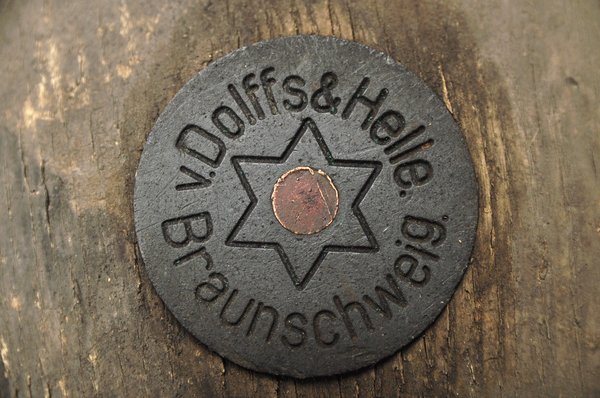 v. Dolffs & Helle.
Braunschweig.